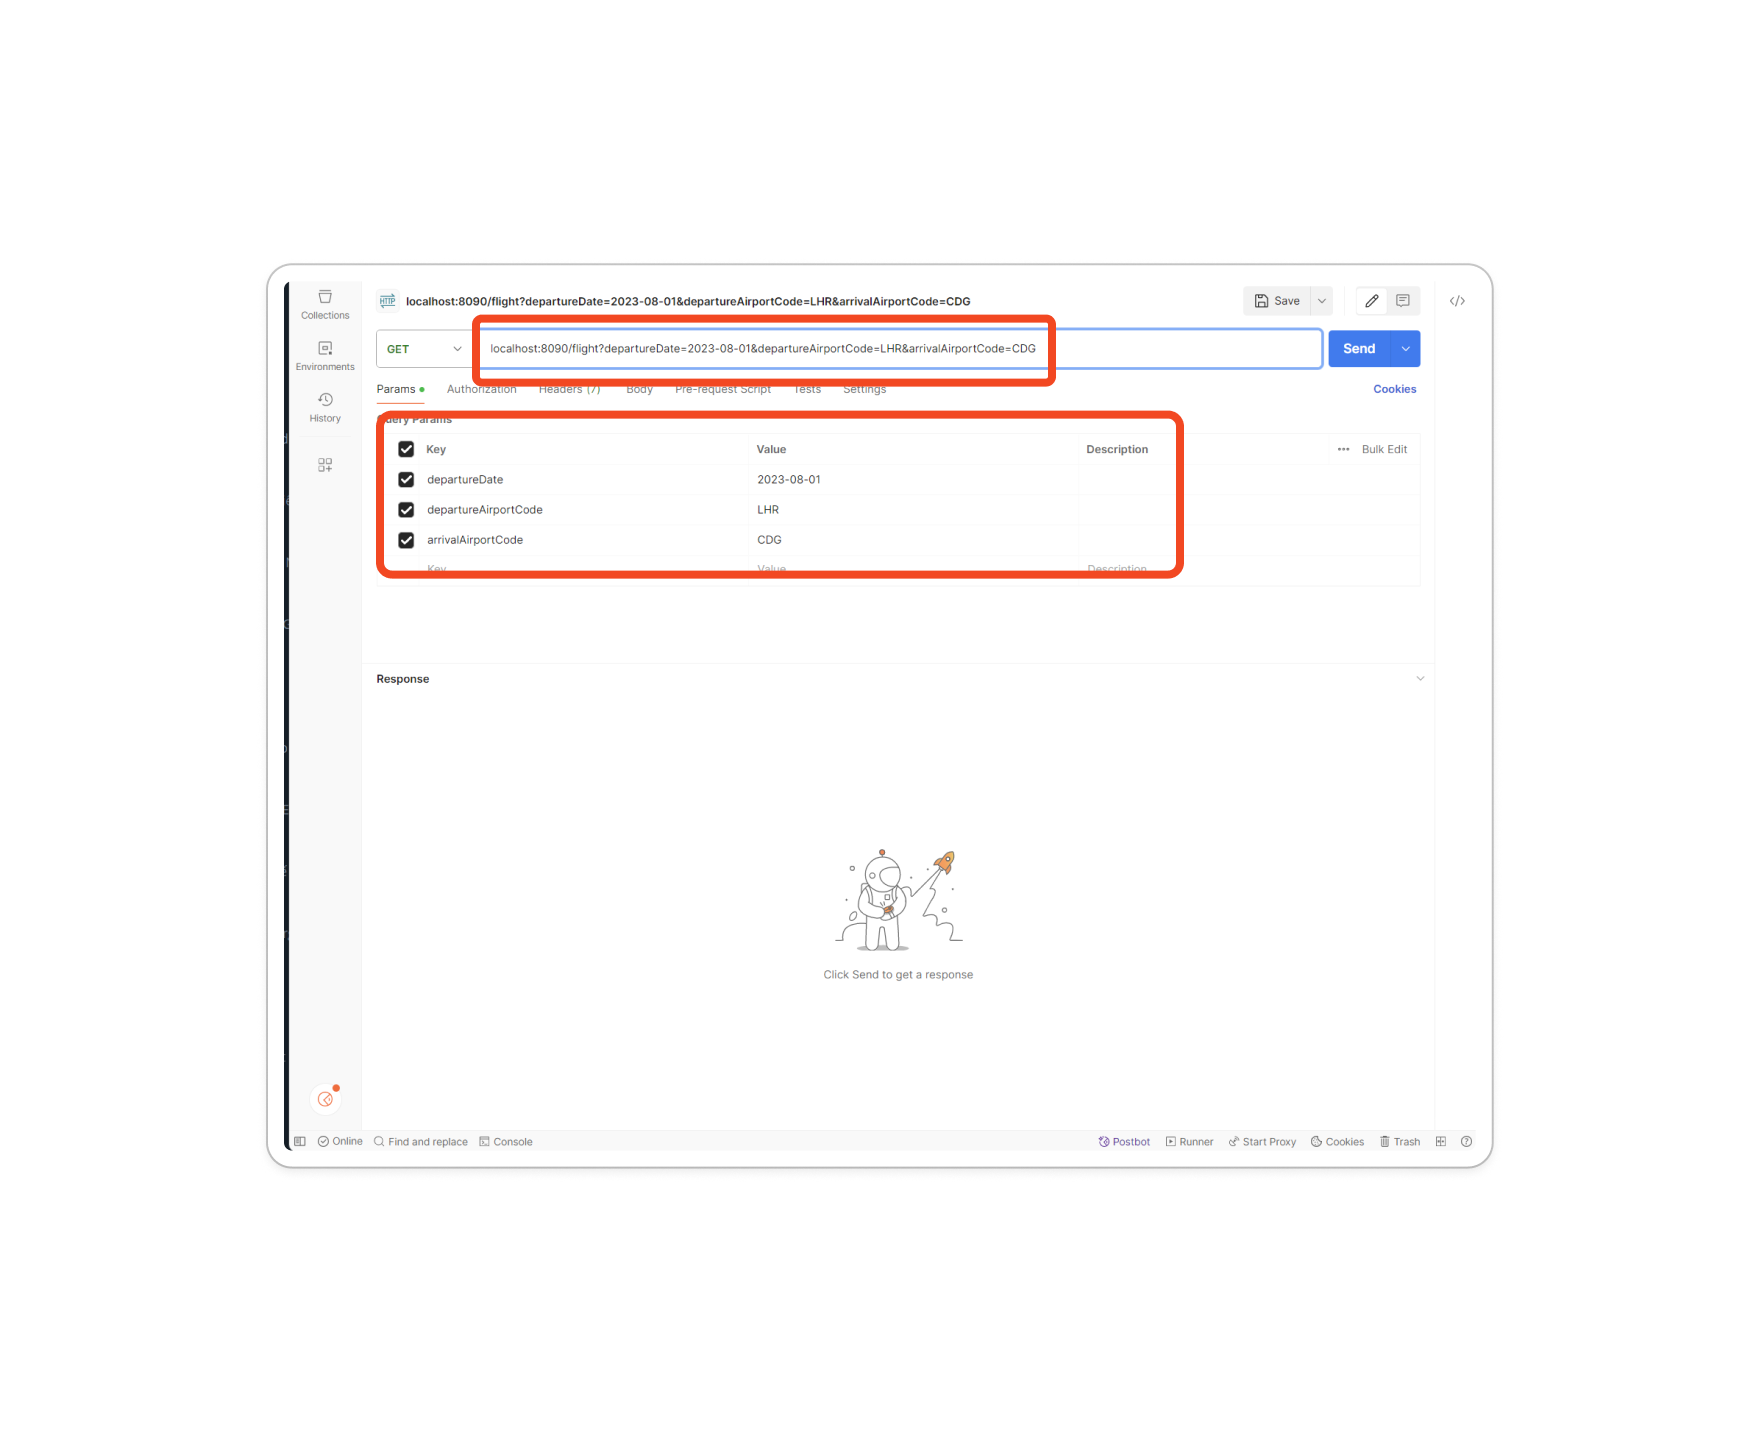 Collections
Environments
History
HTTP
localhost:8090/flight?departureDate=2023-08-01&departureAirportCode=LHR&arrivalAirportCode=CDG
Save
</>
GET
localhost:8090/flight?departureDate=2023-08-01&departureAirportCode=LHR&arrivalAirportCode=CDG
Send
Params
Authorization
Headers (7)
Body
Pre-request Script
Tests
Settings
Cookies
Query Params
Key Value Description ••• Bulk Edit
departureDate 2023-08-01
departureAirportCode LHR
arrivalAirportCode CDG
Key Value Description
Response
Click Send to get a response
Online
Find and replace
Console
Postbot
Runner
Start Proxy
Cookies
Trash